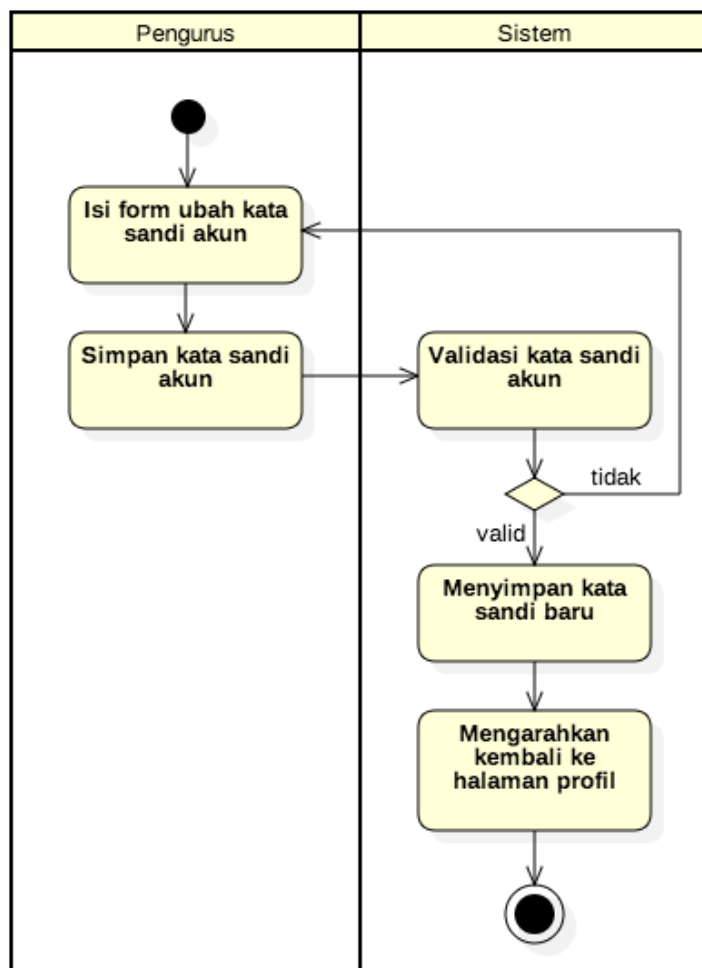 Pengurus
Sistem
Isi form ubah kata
sandi akun
Simpan kata sandi
akun
Validasi kata sandi
akun
tidak
valid
Menyimpan kata
sandi baru
Mengarahkan
kembali ke
halaman profil